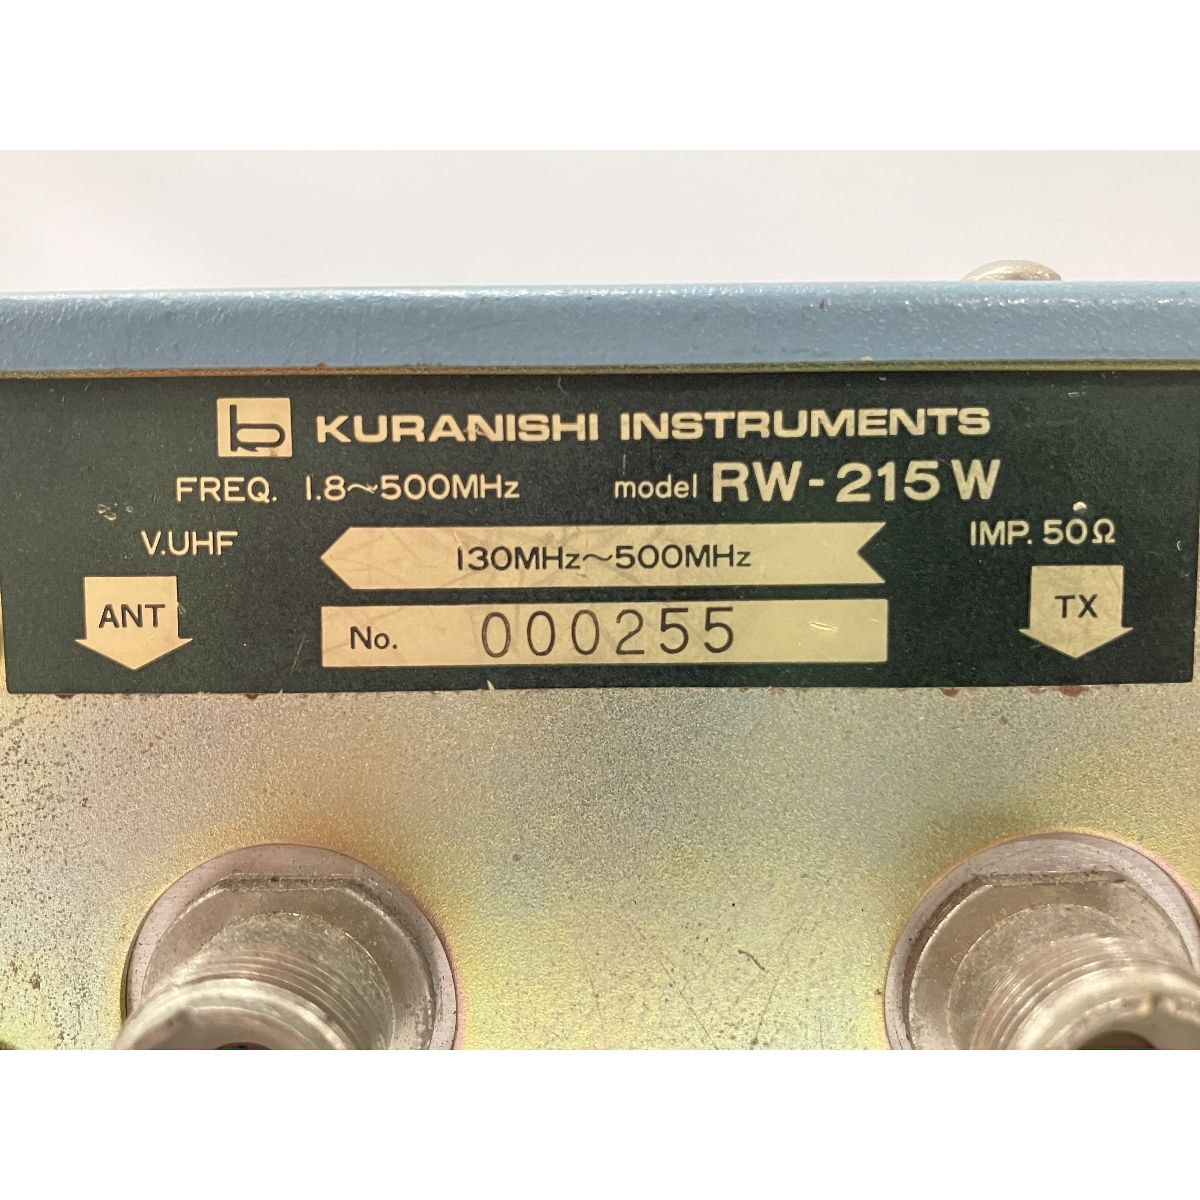 KURANISHI INSTRUMENTS
FREQ. 1.8~500MHz model RW-215W
V.UHF 130MHz~500MHz IMP. 50Ω
ANT No. 000255 TX